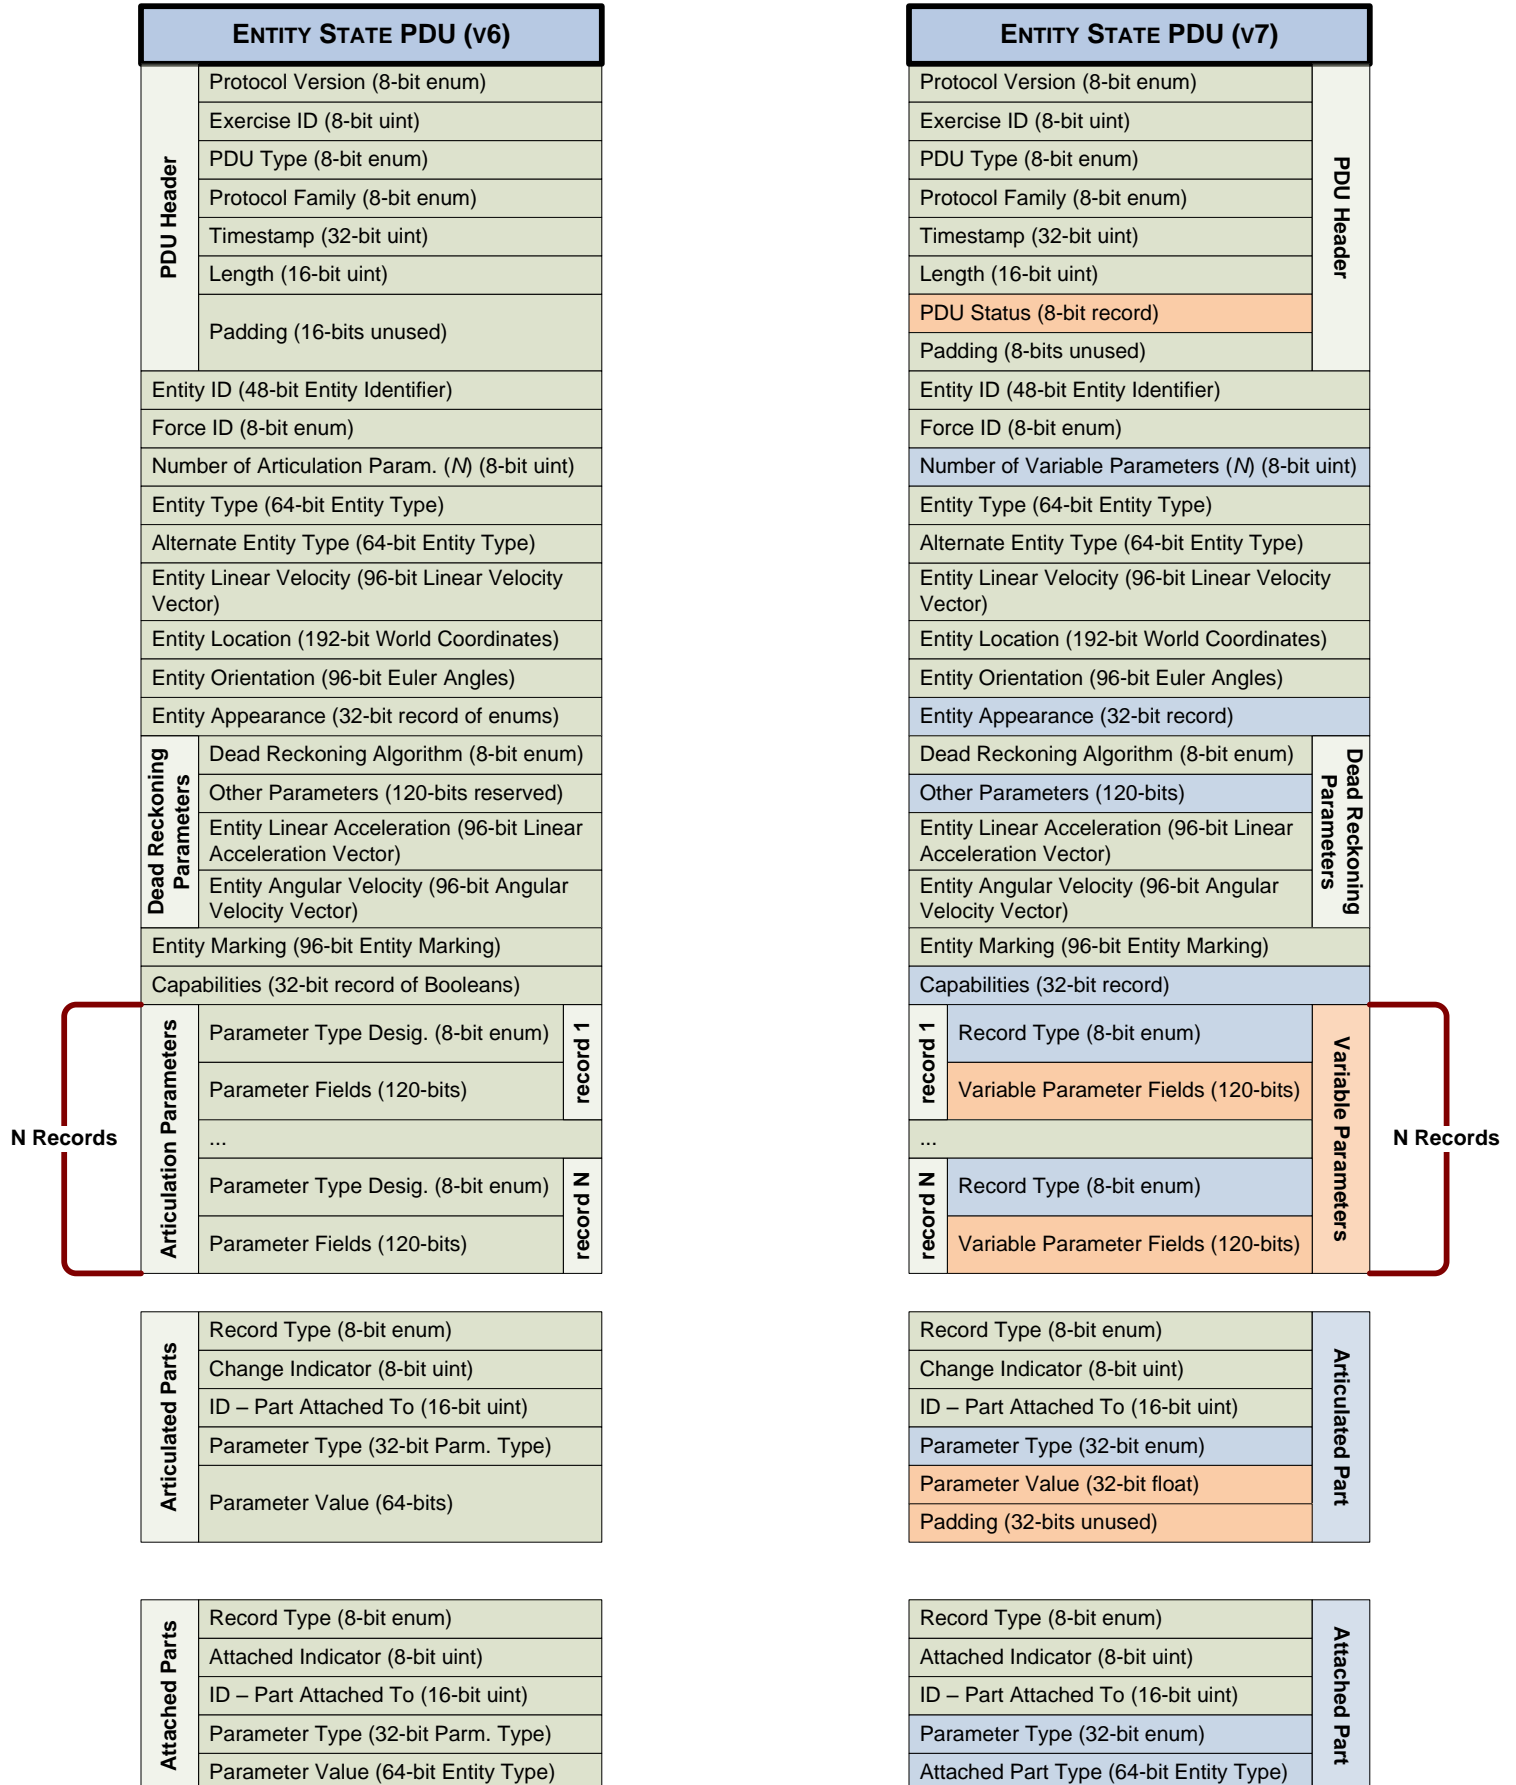 ENTITY STATE PDU (V6)
PDU Header
Protocol Version (8-bit enum)
Exercise ID (8-bit uint)
PDU Type (8-bit enum)
Protocol Family (8-bit enum)
Timestamp (32-bit uint)
Length (16-bit uint)
Padding (16-bits unused)
Entity ID (48-bit Entity Identifier)
Force ID (8-bit enum)
Number of Articulation Param. (N) (8-bit uint)
Entity Type (64-bit Entity Type)
Alternate Entity Type (64-bit Entity Type)
Entity Linear Velocity (96-bit Linear Velocity
Vector)
Entity Location (192-bit World Coordinates)
Entity Orientation (96-bit Euler Angles)
Entity Appearance (32-bit record of enums)
Dead Reckoning
Parameters
Dead Reckoning Algorithm (8-bit enum)
Other Parameters (120-bits reserved)
Entity Linear Acceleration (96-bit Linear
Acceleration Vector)
Entity Angular Velocity (96-bit Angular
Velocity Vector)
Entity Marking (96-bit Entity Marking)
Capabilities (32-bit record of Booleans)
N Records
Articulation Parameters
Parameter Type Desig. (8-bit enum)
Parameter Fields (120-bits)
record 1
...
Parameter Type Desig. (8-bit enum)
Parameter Fields (120-bits)
record N
Articulated Parts
Record Type (8-bit enum)
Change Indicator (8-bit uint)
ID – Part Attached To (16-bit uint)
Parameter Type (32-bit Parm. Type)
Parameter Value (64-bits)
Attached Parts
Record Type (8-bit enum)
Attached Indicator (8-bit uint)
ID – Part Attached To (16-bit uint)
Parameter Type (32-bit Parm. Type)
Parameter Value (64-bit Entity Type)
ENTITY STATE PDU (V7)
Protocol Version (8-bit enum)
Exercise ID (8-bit uint)
PDU Type (8-bit enum)
Protocol Family (8-bit enum)
Timestamp (32-bit uint)
Length (16-bit uint)
PDU Status (8-bit record)
Padding (8-bits unused)
PDU Header
Entity ID (48-bit Entity Identifier)
Force ID (8-bit enum)
Number of Variable Parameters (N) (8-bit uint)
Entity Type (64-bit Entity Type)
Alternate Entity Type (64-bit Entity Type)
Entity Linear Velocity (96-bit Linear Velocity
Vector)
Entity Location (192-bit World Coordinates)
Entity Orientation (96-bit Euler Angles)
Entity Appearance (32-bit record)
Dead Reckoning Algorithm (8-bit enum)
Other Parameters (120-bits)
Entity Linear Acceleration (96-bit Linear
Acceleration Vector)
Entity Angular Velocity (96-bit Angular
Velocity Vector)
Dead Reckoning
Parameters
Entity Marking (96-bit Entity Marking)
Capabilities (32-bit record)
record 1
Record Type (8-bit enum)
Variable Parameter Fields (120-bits)
...
record N
Record Type (8-bit enum)
Variable Parameter Fields (120-bits)
Variable Parameters
N Records
Record Type (8-bit enum)
Change Indicator (8-bit uint)
ID – Part Attached To (16-bit uint)
Parameter Type (32-bit enum)
Parameter Value (32-bit float)
Padding (32-bits unused)
Articulated Part
Record Type (8-bit enum)
Attached Indicator (8-bit uint)
ID – Part Attached To (16-bit uint)
Parameter Type (32-bit enum)
Attached Part Type (64-bit Entity Type)
Attached Part